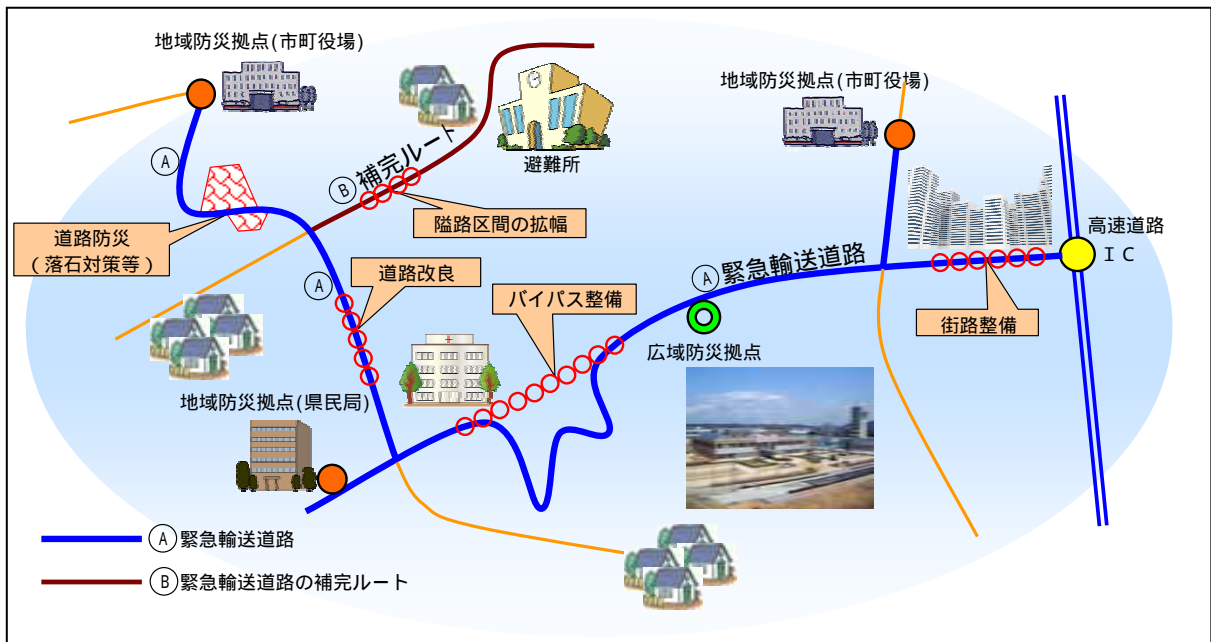 地域防災拠点(市町役場)
地域防災拠点(市町役場)
Ⓐ
Ⓑ補完ルート
避難所
隘路区間の拡幅
道路防災
(落石対策等)
高速道路
IC
Ⓐ緊急輸送道路
Ⓐ
道路改良
バイパス整備
街路整備
広域防災拠点
地域防災拠点(県民局)
Ⓐ緊急輸送道路
Ⓑ緊急輸送道路の補完ルート